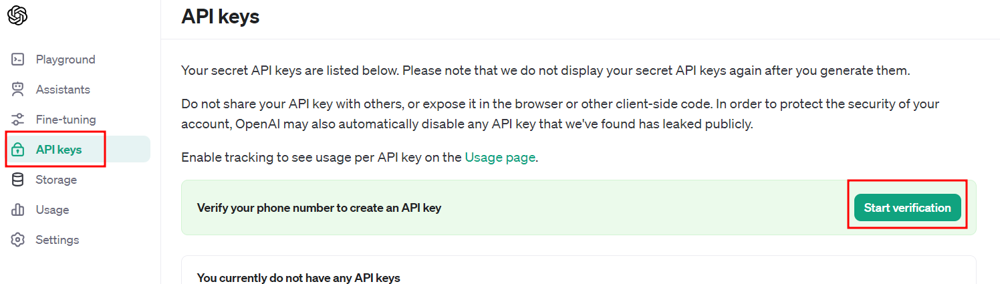 API keys
Playground
Assistants
Fine-tuning
API keys
Storage
Usage
Settings
Your secret API keys are listed below. Please note that we do not display your secret API keys again after you generate them.
Do not share your API key with others, or expose it in the browser or other client-side code. In order to protect the security of your
account, OpenAI may also automatically disable any API key that we've found has leaked publicly.
Enable tracking to see usage per API key on the Usage page.
Verify your phone number to create an API key
Start verification
You currently do not have any API keys